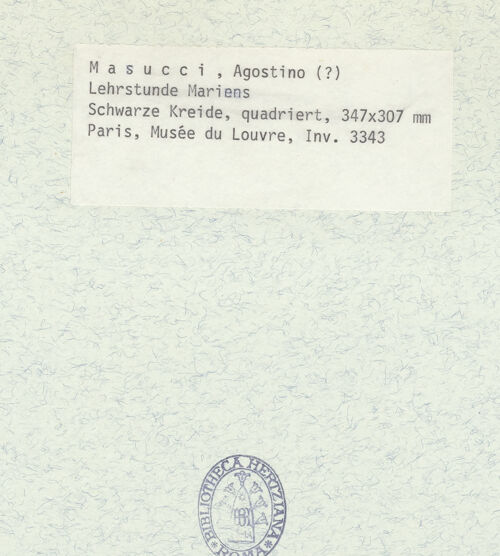 M a s u c c i , Agostino (?)
Lehrstunde Mariens
Schwarze Kreide, quadriert, 347x307 mm
Paris, Musée du Louvre, Inv. 3343
*BIBLIOTHECA HERTZIANA*
ROMA